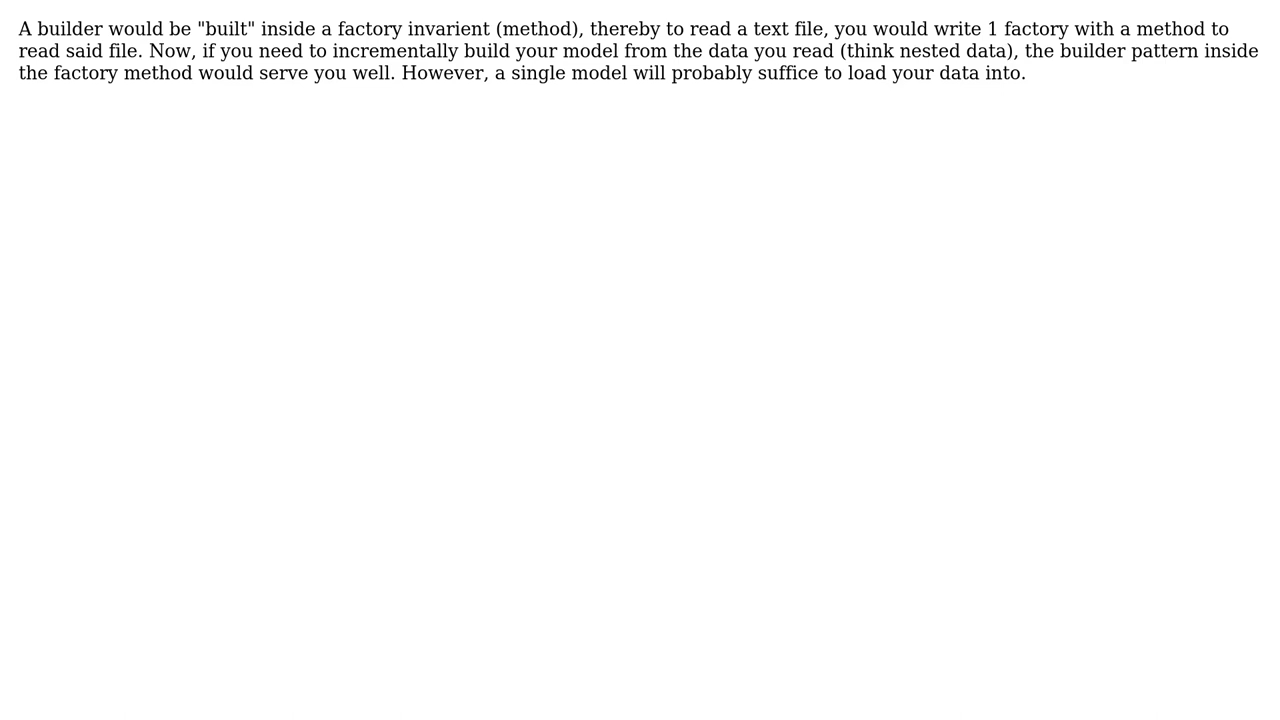 A builder would be "built" inside a factory invarient (method), thereby to read a text file, you would write 1 factory with a method to
read said file. Now, if you need to incrementally build your model from the data you read (think nested data), the builder pattern inside
the factory method would serve you well. However, a single model will probably suffice to load your data into.